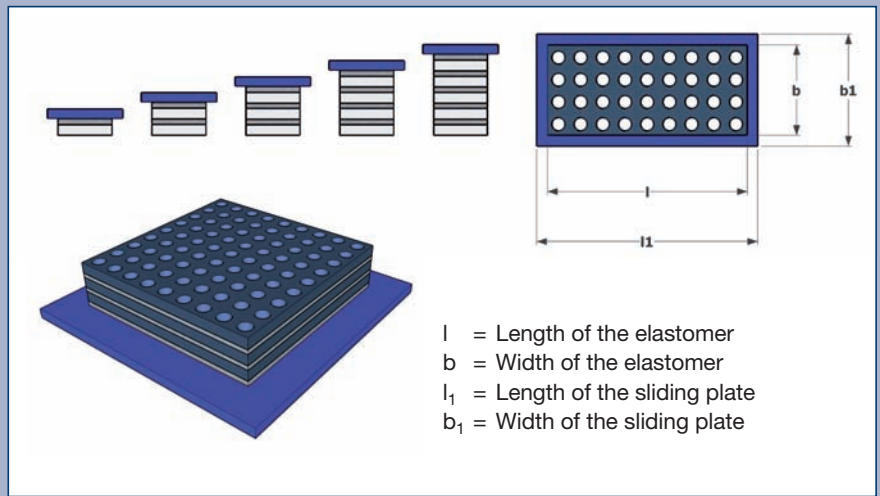 b
b1
l
l1
l = Length of the elastomer
b = Width of the elastomer
l₁ = Length of the sliding plate
b₁ = Width of the sliding plate